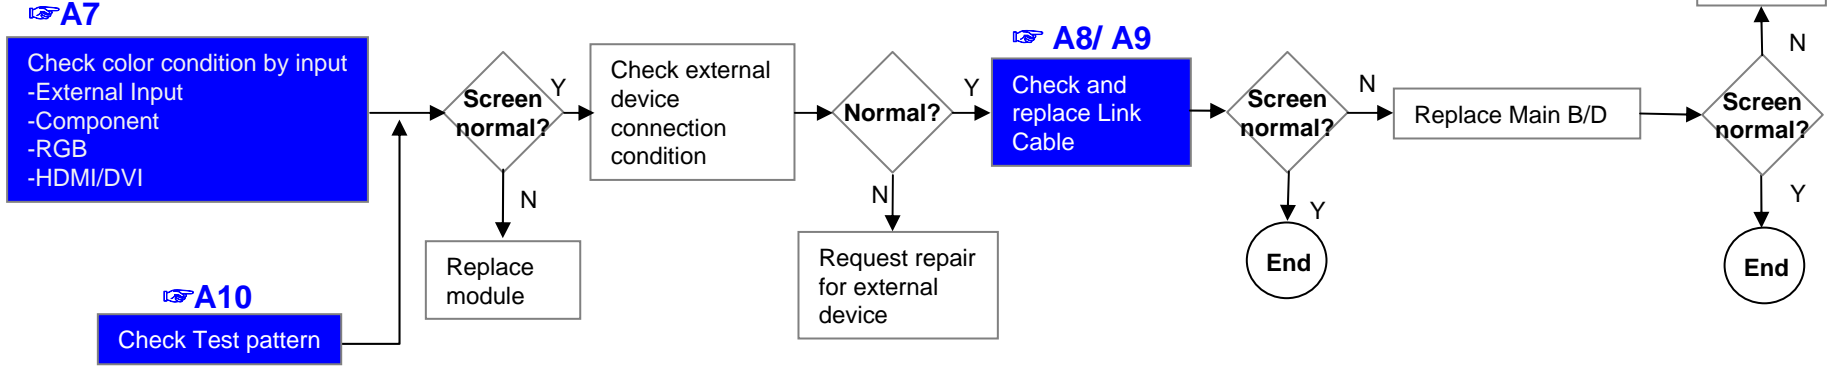 ☞A7
Check color condition by input
-External Input
-Component
-RGB
-HDMI/DVI
☞A10
Check Test pattern
Screen
normal?
Y
N
Replace
module
Check external
device
connection
condition
Normal?
Y
N
Request repair
for external
device
☞ A8/ A9
Check and
replace Link
Cable
Screen
normal?
N
Y
End
Replace Main B/D
Screen
normal?
N
Y
End